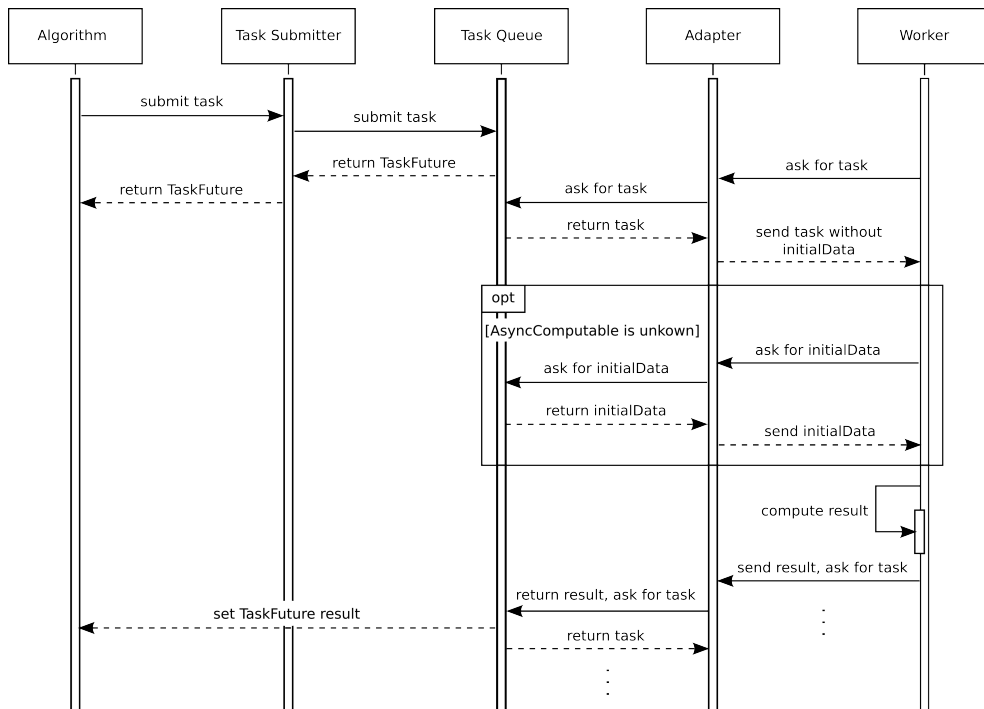 Algorithm
Task Submitter
Task Queue
Adapter
Worker
submit task
submit task
return TaskFuture
ask for task
return TaskFuture
ask for task
return task
send task without
initialData
opt
[AsyncComputable is unkown]
ask for initialData
ask for initialData
return initialData
send initialData
compute result
send result, ask for task
return result, ask for task
set TaskFuture result
return task